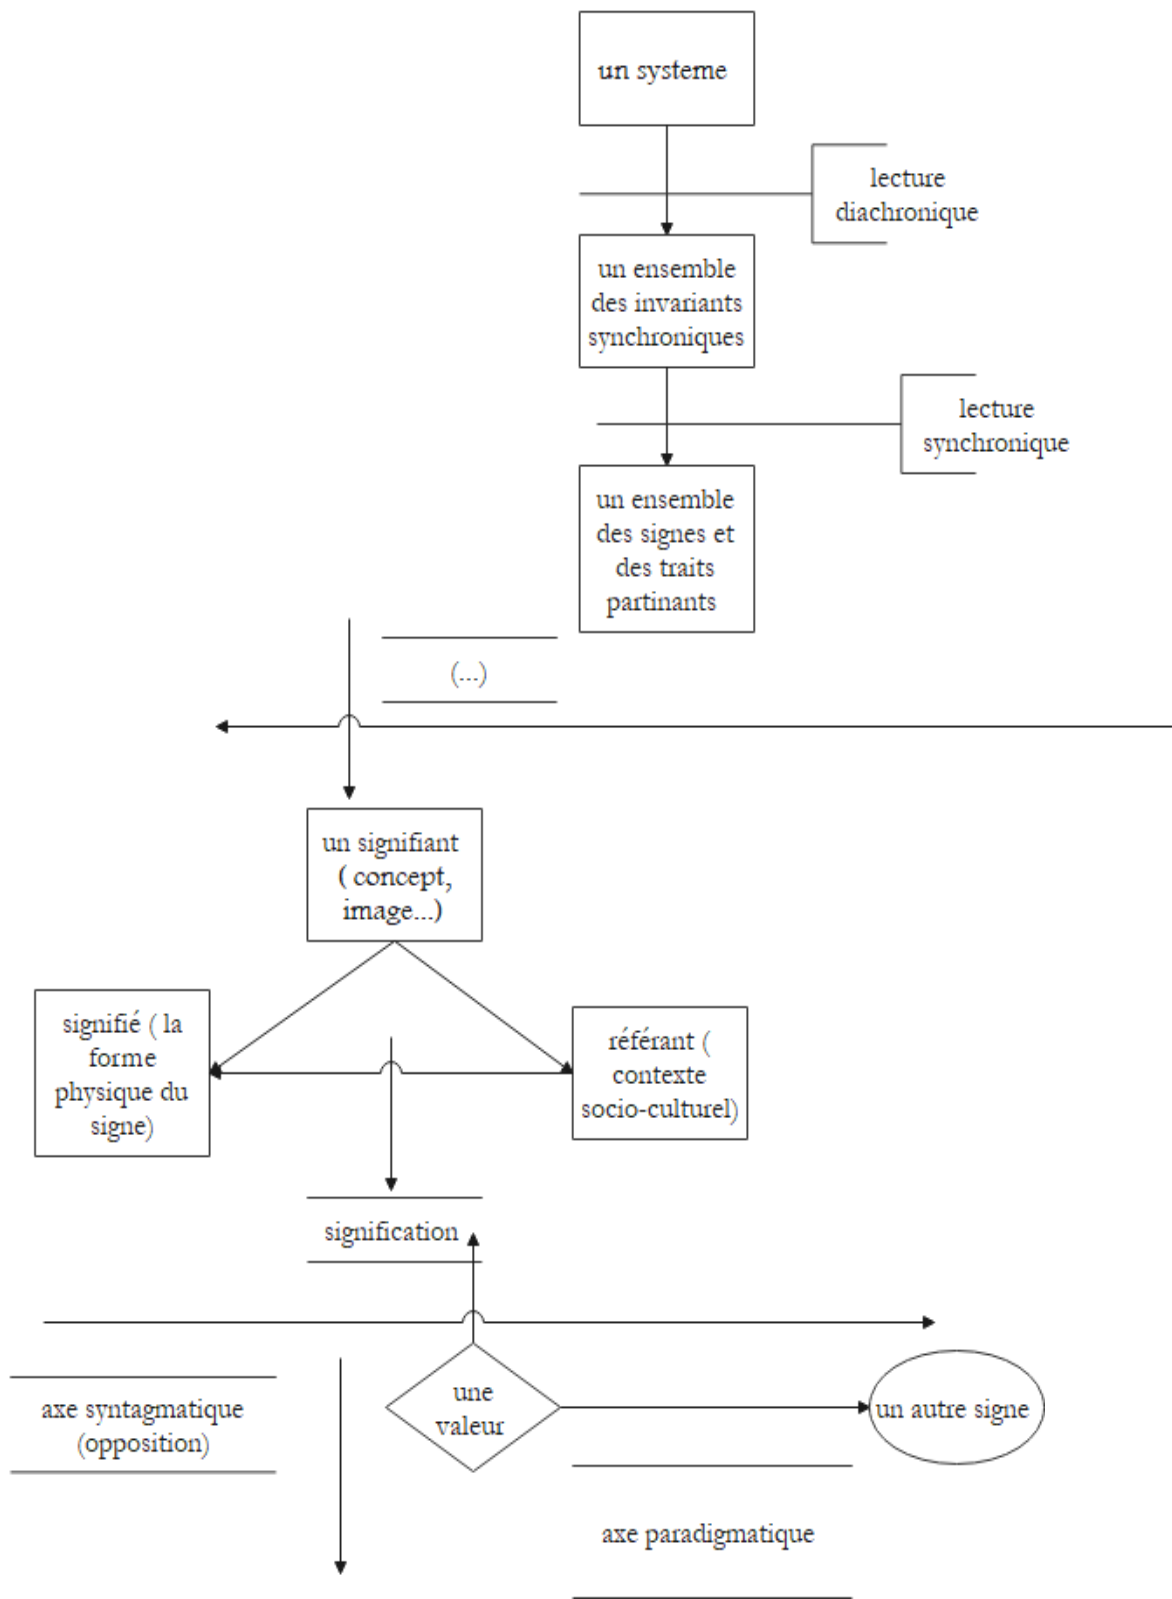 un systeme
lecture
diachronique
un ensemble
des invariants
synchroniques
lecture
synchronique
un ensemble
des signes et
des traits
partinants
(...)
un signifiant
( concept,
image...)
signifié ( la
forme
physique du
signe)
référant (
contexte
socio-culturel)
signification
une
valeur
un autre signe
axe syntagmatique
(opposition)
axe paradigmatique